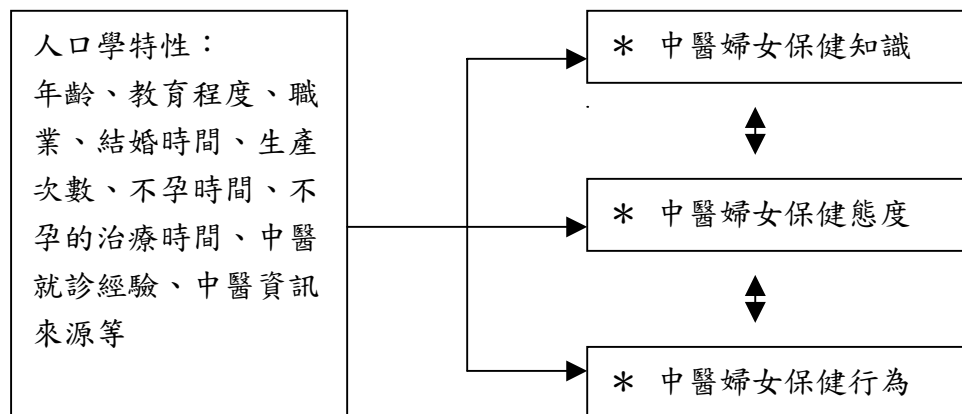 人口學特性：
年齡、教育程度、職
業、結婚時間、生產
次數、不孕時間、不
孕的治療時間、中醫
就診經驗、中醫資訊
來源等
＊ 中醫婦女保健知識
＊ 中醫婦女保健態度
＊ 中醫婦女保健行為